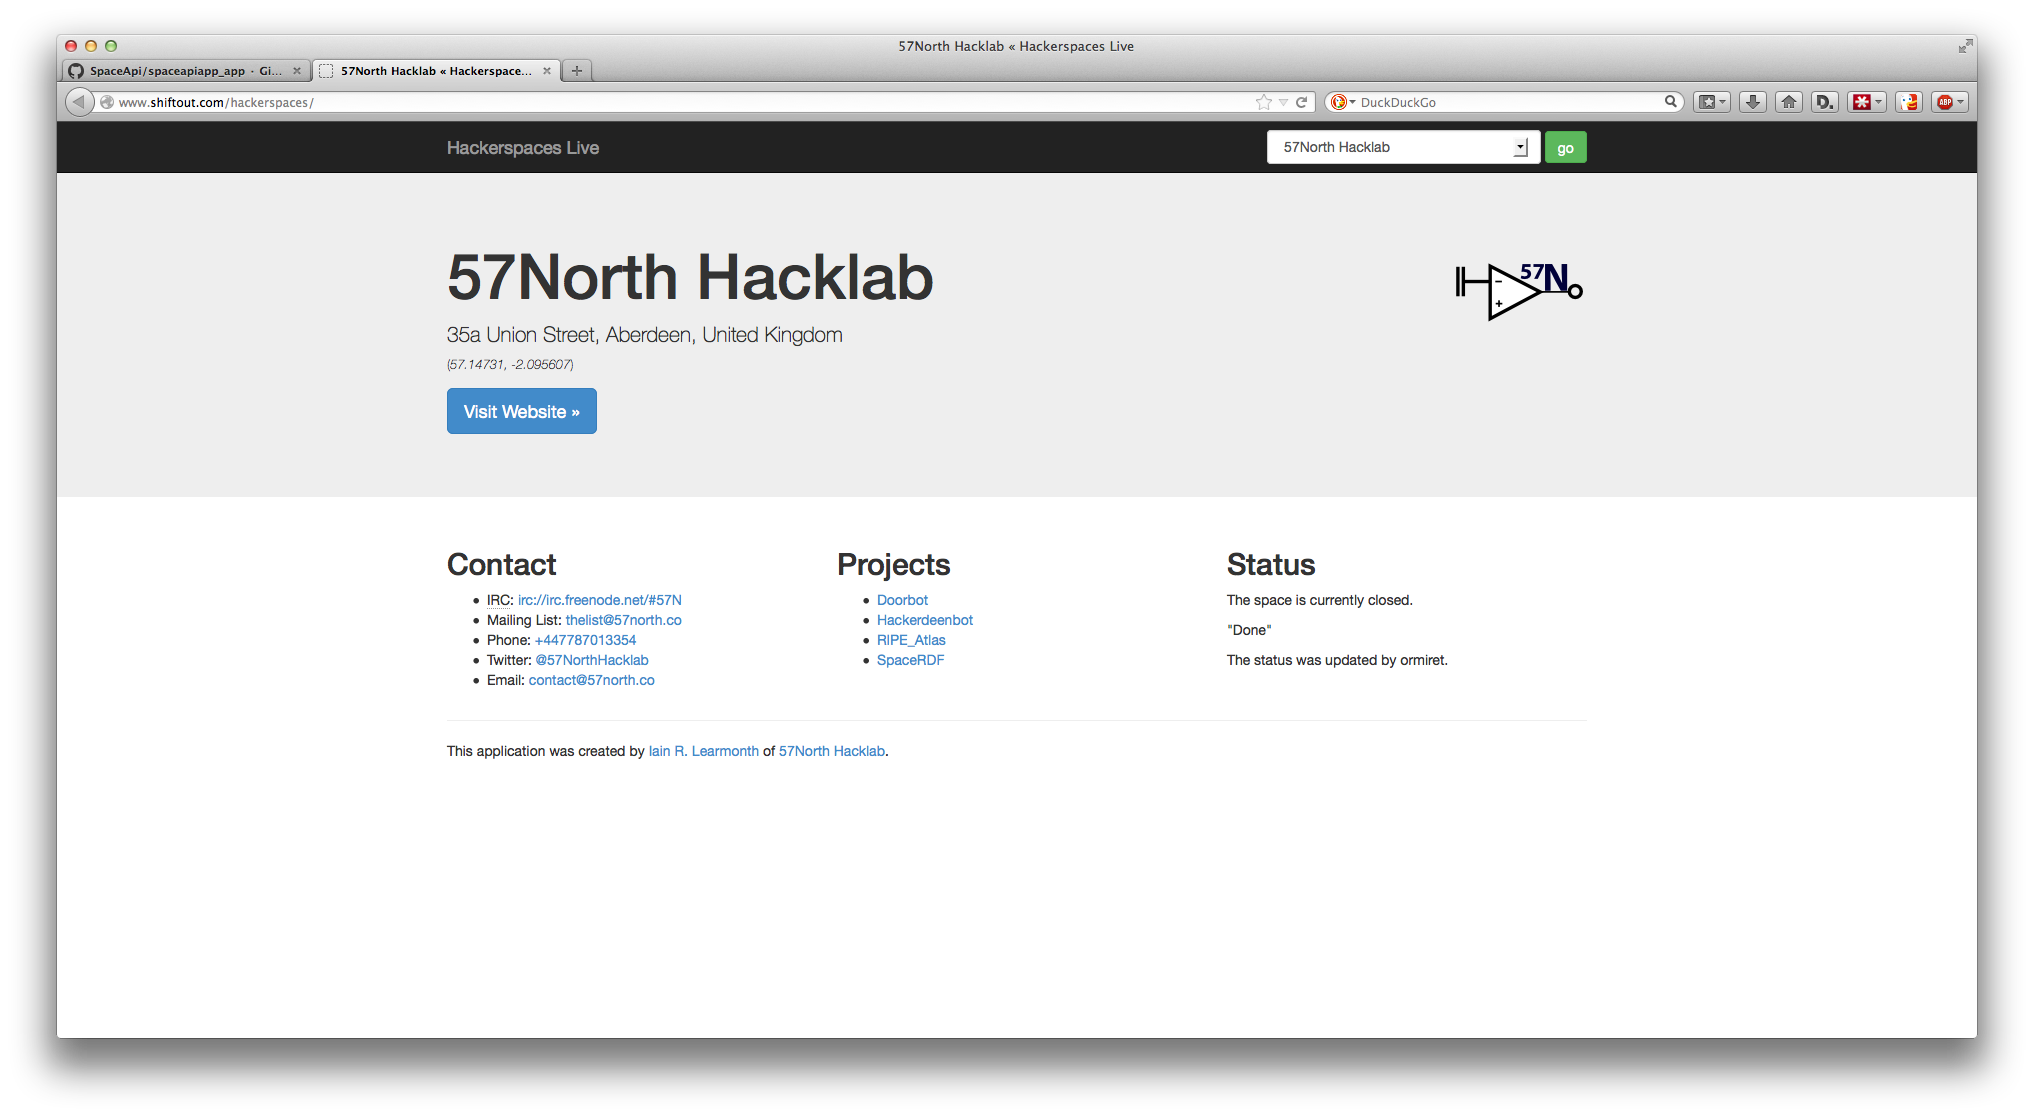 57North Hacklab « Hackerspaces Live
SpaceApi/spaceapiapp_app · Gi...
57North Hacklab « Hackerspace...
www.shiftout.com/hackerspaces/
DuckDuckGo
D.
ABP
Hackerspaces Live
57North Hacklab
go
57North Hacklab
57N
35a Union Street, Aberdeen, United Kingdom
(57.14731, -2.095607)
Visit Website »
Contact
IRC: irc://irc.freenode.net/#57N
Mailing List: thelist@57north.co
Phone: +447787013354
Twitter: @57NorthHacklab
Email: contact@57north.co
Projects
Doorbot
Hackerdeenbot
RIPE_Atlas
SpaceRDF
Status
The space is currently closed.
"Done"
The status was updated by ormiret.
This application was created by Iain R. Learmonth of 57North Hacklab.